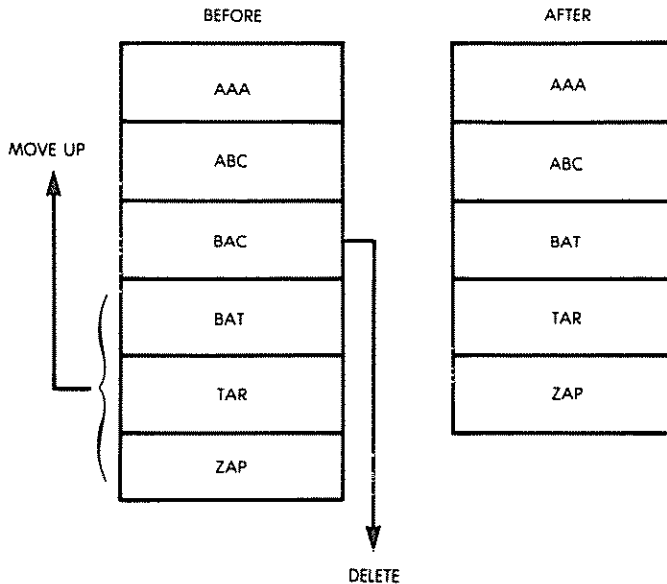 BEFORE
AFTER
AAA
AAA
MOVE UP
ABC
ABC
BAC
BAT
BAT
TAR
TAR
ZAP
ZAP
DELETE